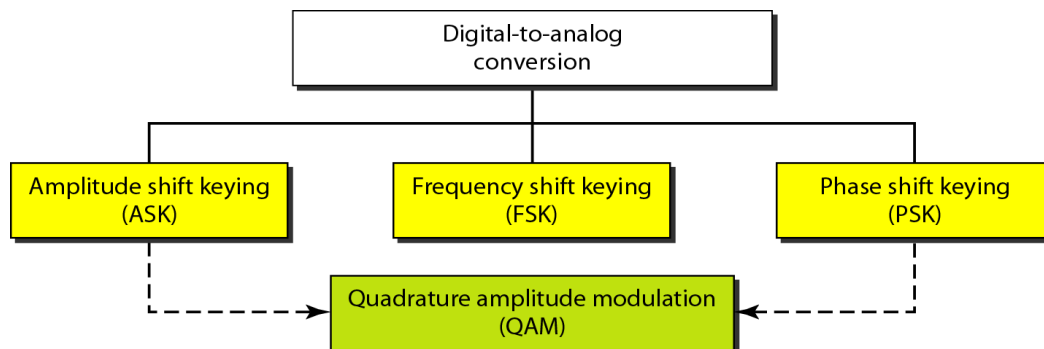 Digital-to-analog
conversion
Amplitude shift keying
(ASK)
Frequency shift keying
(FSK)
Phase shift keying
(PSK)
Quadrature amplitude modulation
(QAM)